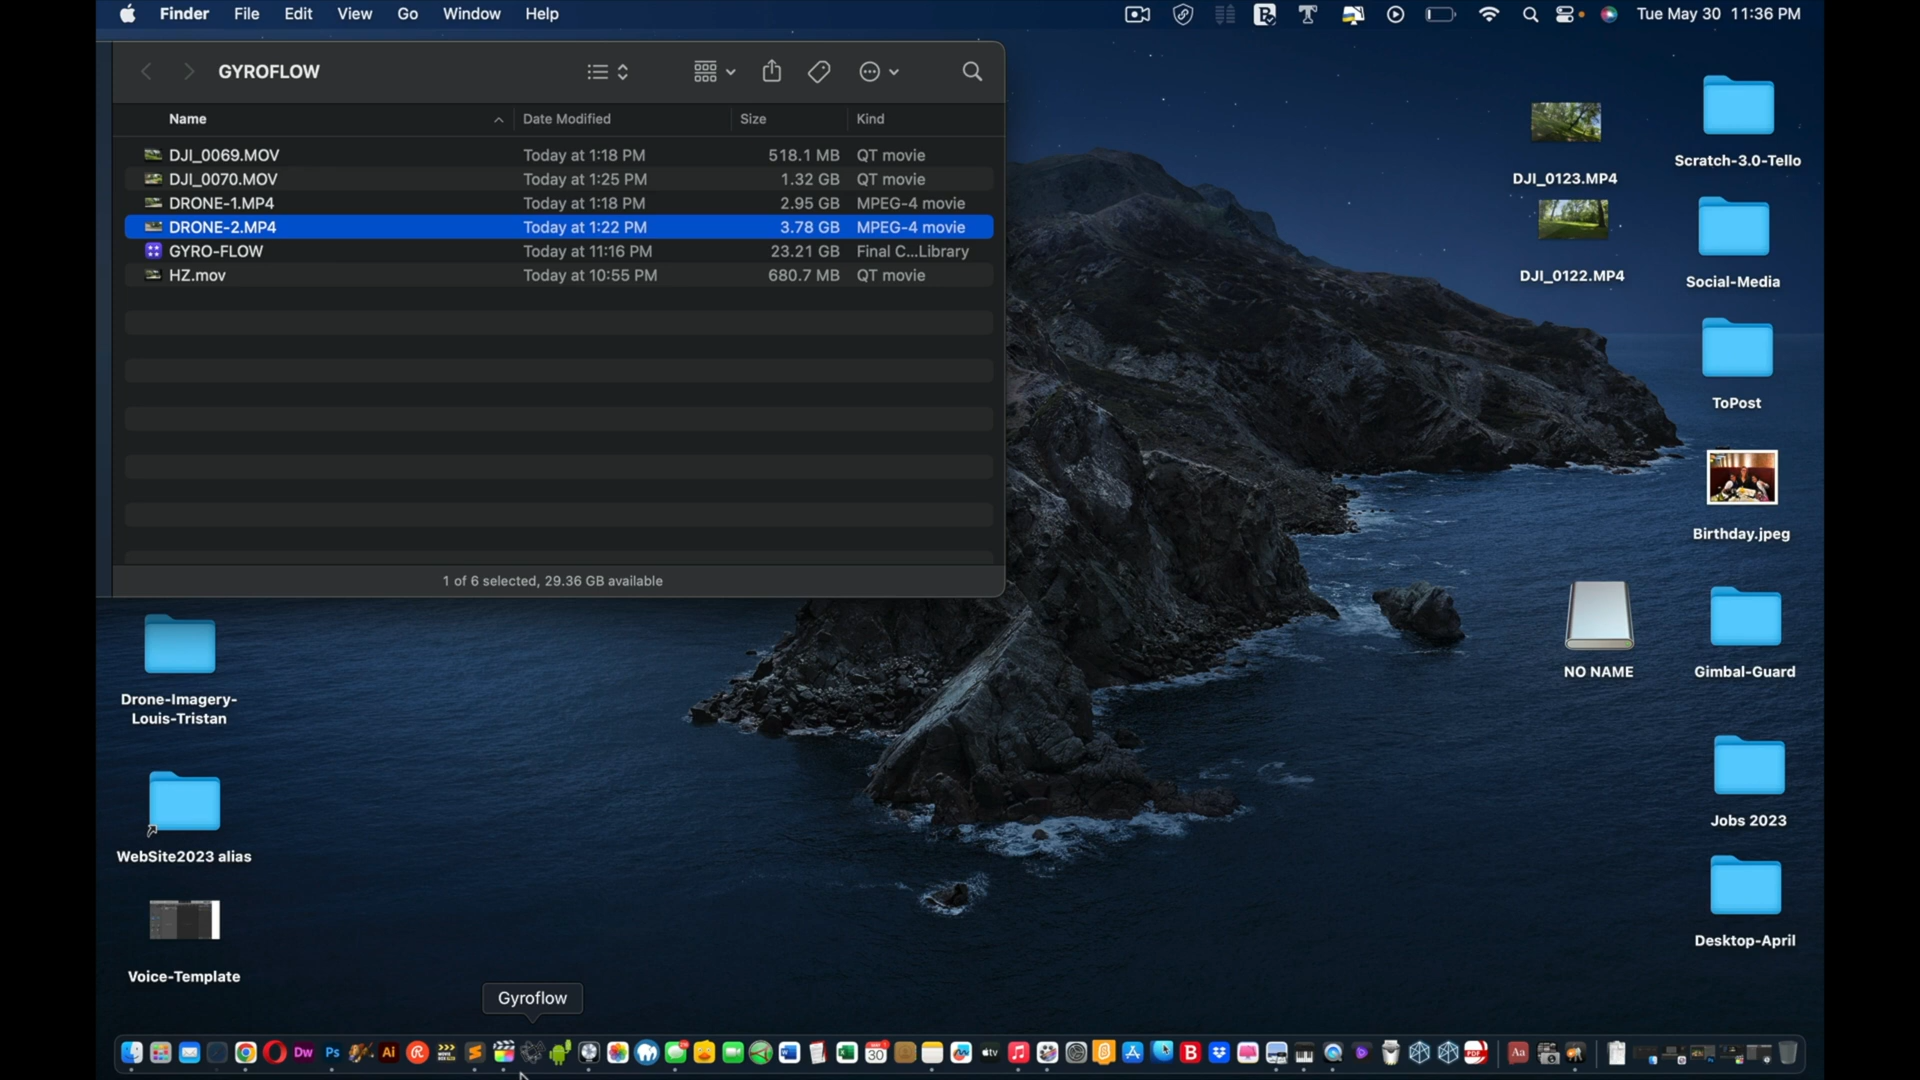 Finder File Edit View Go Window Help Tue May 30 11:36 PM
GYROFLOW
Name Date Modified Size Kind
DJI_0069.MOV Today at 1:18 PM 518.1 MB QT movie
DJI_0070.MOV Today at 1:25 PM 1.32 GB QT movie
DRONE-1.MP4 Today at 1:18 PM 2.95 GB MPEG-4 movie
DRONE-2.MP4 Today at 1:22 PM 3.78 GB MPEG-4 movie
GYRO-FLOW Today at 11:16 PM 23.21 GB Final C...Library
HZ.mov Today at 10:55 PM 680.7 MB QT movie
1 of 6 selected, 29.36 GB available
DJI_0123.MP4
DJI_0122.MP4
Scratch-3.0-Tello
Social-Media
ToPost
Birthday.jpeg
NO NAME
Gimbal-Guard
Jobs 2023
Desktop-April
Drone-Imagery-
Louis-Tristan
WebSite2023 alias
Voice-Template
Gyroflow
Dw Ps Ai 30 tv B Aa